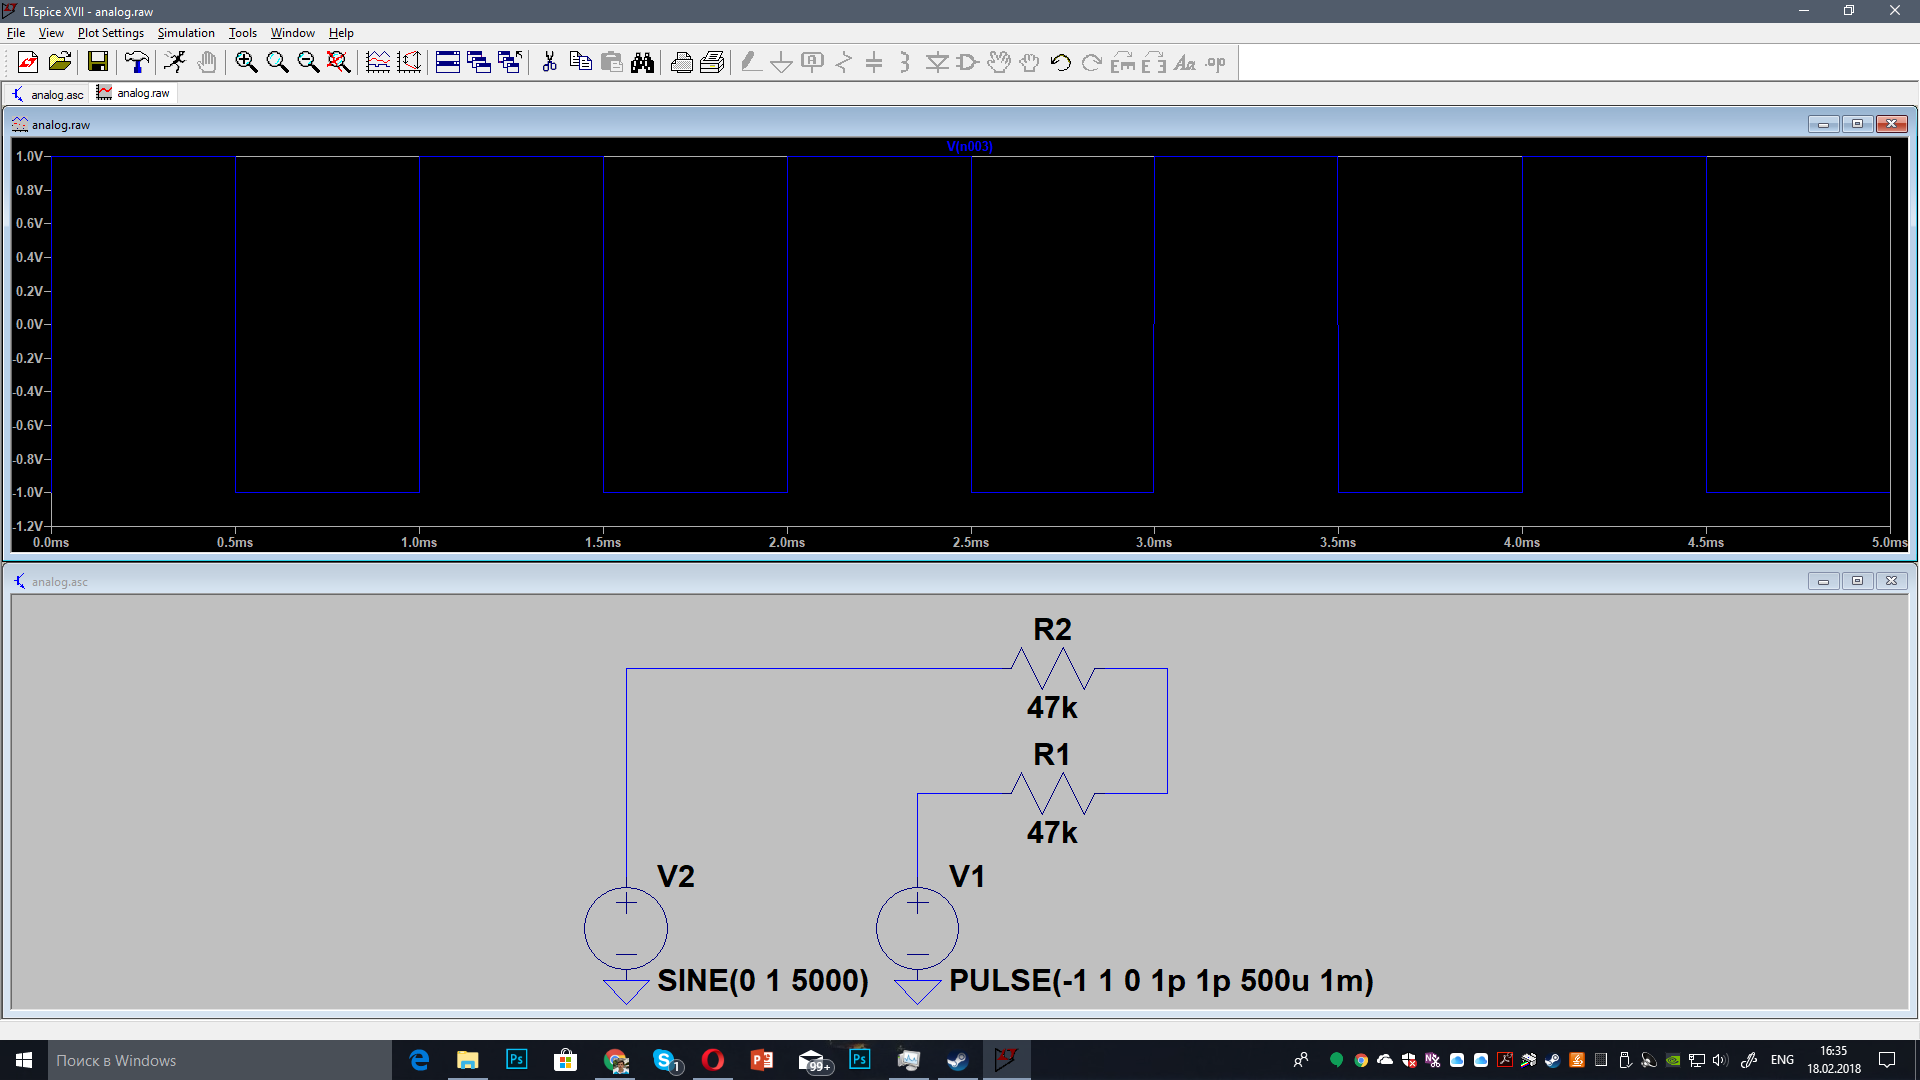 LTspice XVII - analog.raw
File View Plot Settings Simulation Tools Window Help
analog.asc analog.raw
analog.raw
V(n003)
1.0V
0.8V
0.6V
0.4V
0.2V
0.0V
-0.2V
-0.4V
-0.6V
-0.8V
-1.0V
-1.2V
0.0ms 0.5ms 1.0ms 1.5ms 2.0ms 2.5ms 3.0ms 3.5ms 4.0ms 4.5ms 5.0ms
analog.asc
R2
47k
R1
47k
V2 V1
SINE(0 1 5000) PULSE(-1 1 0 1p 1p 500u 1m)
Поиск в Windows
99+
1
ENG
16:35
18.02.2018